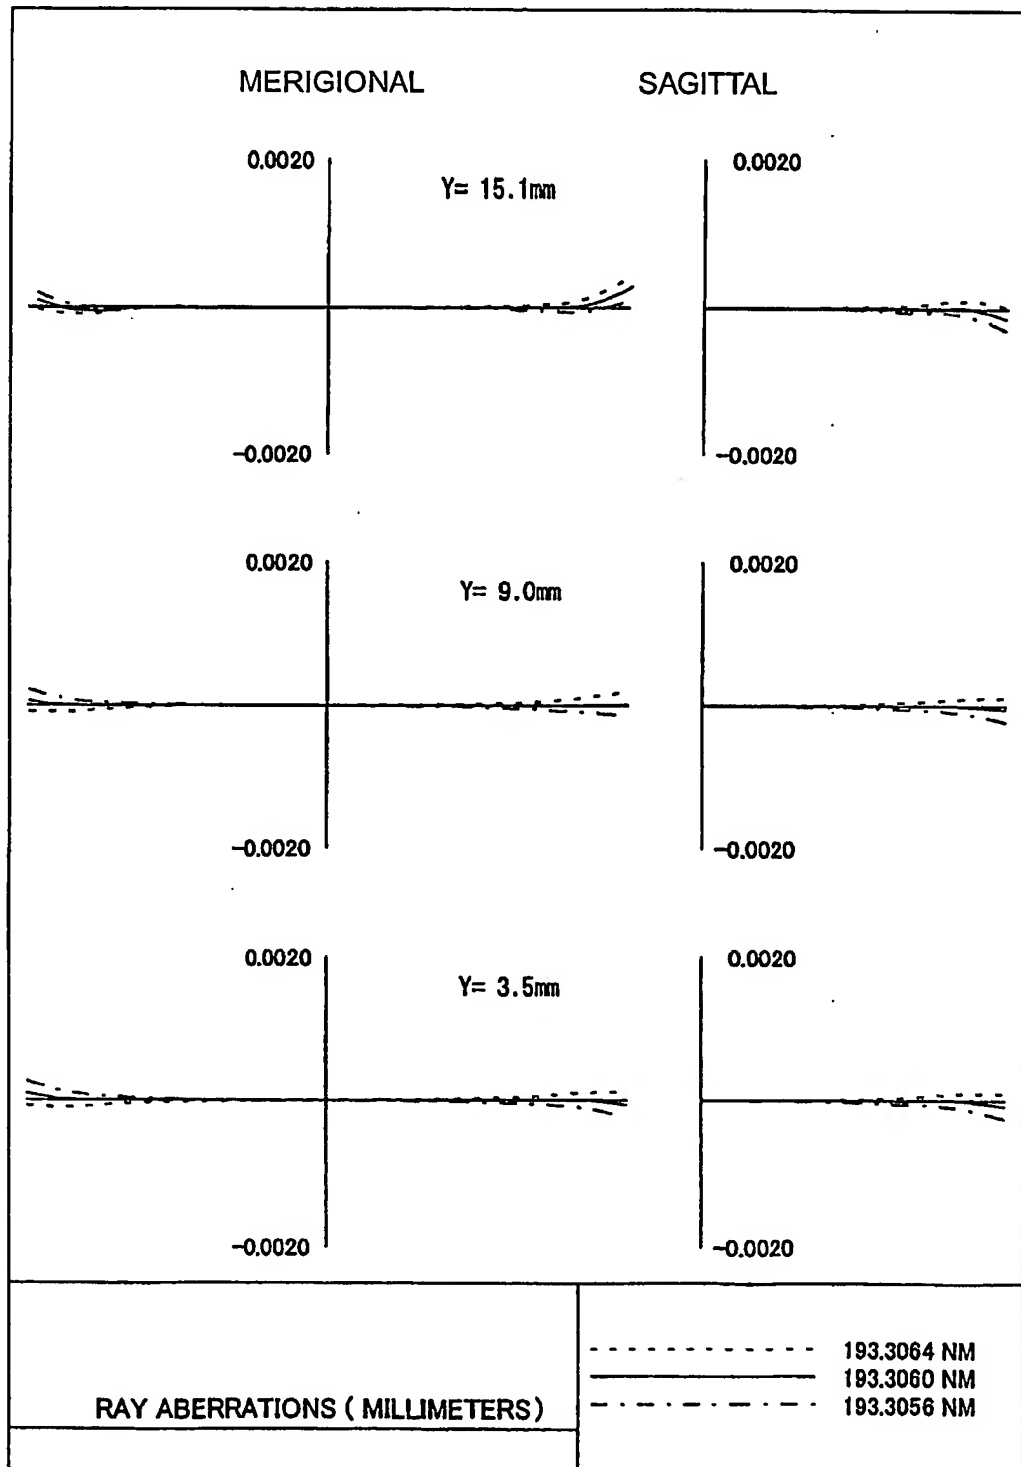 MERIGIONAL SAGITTAL
0.0020 0.0020
Y= 15.1mm
-0.0020 -0.0020
0.0020 0.0020
Y= 9.0mm
-0.0020 -0.0020
0.0020 0.0020
Y= 3.5mm
-0.0020 -0.0020
193.3064 NM
193.3060 NM
RAY ABERRATIONS ( MILLIMETERS) 193.3056 NM